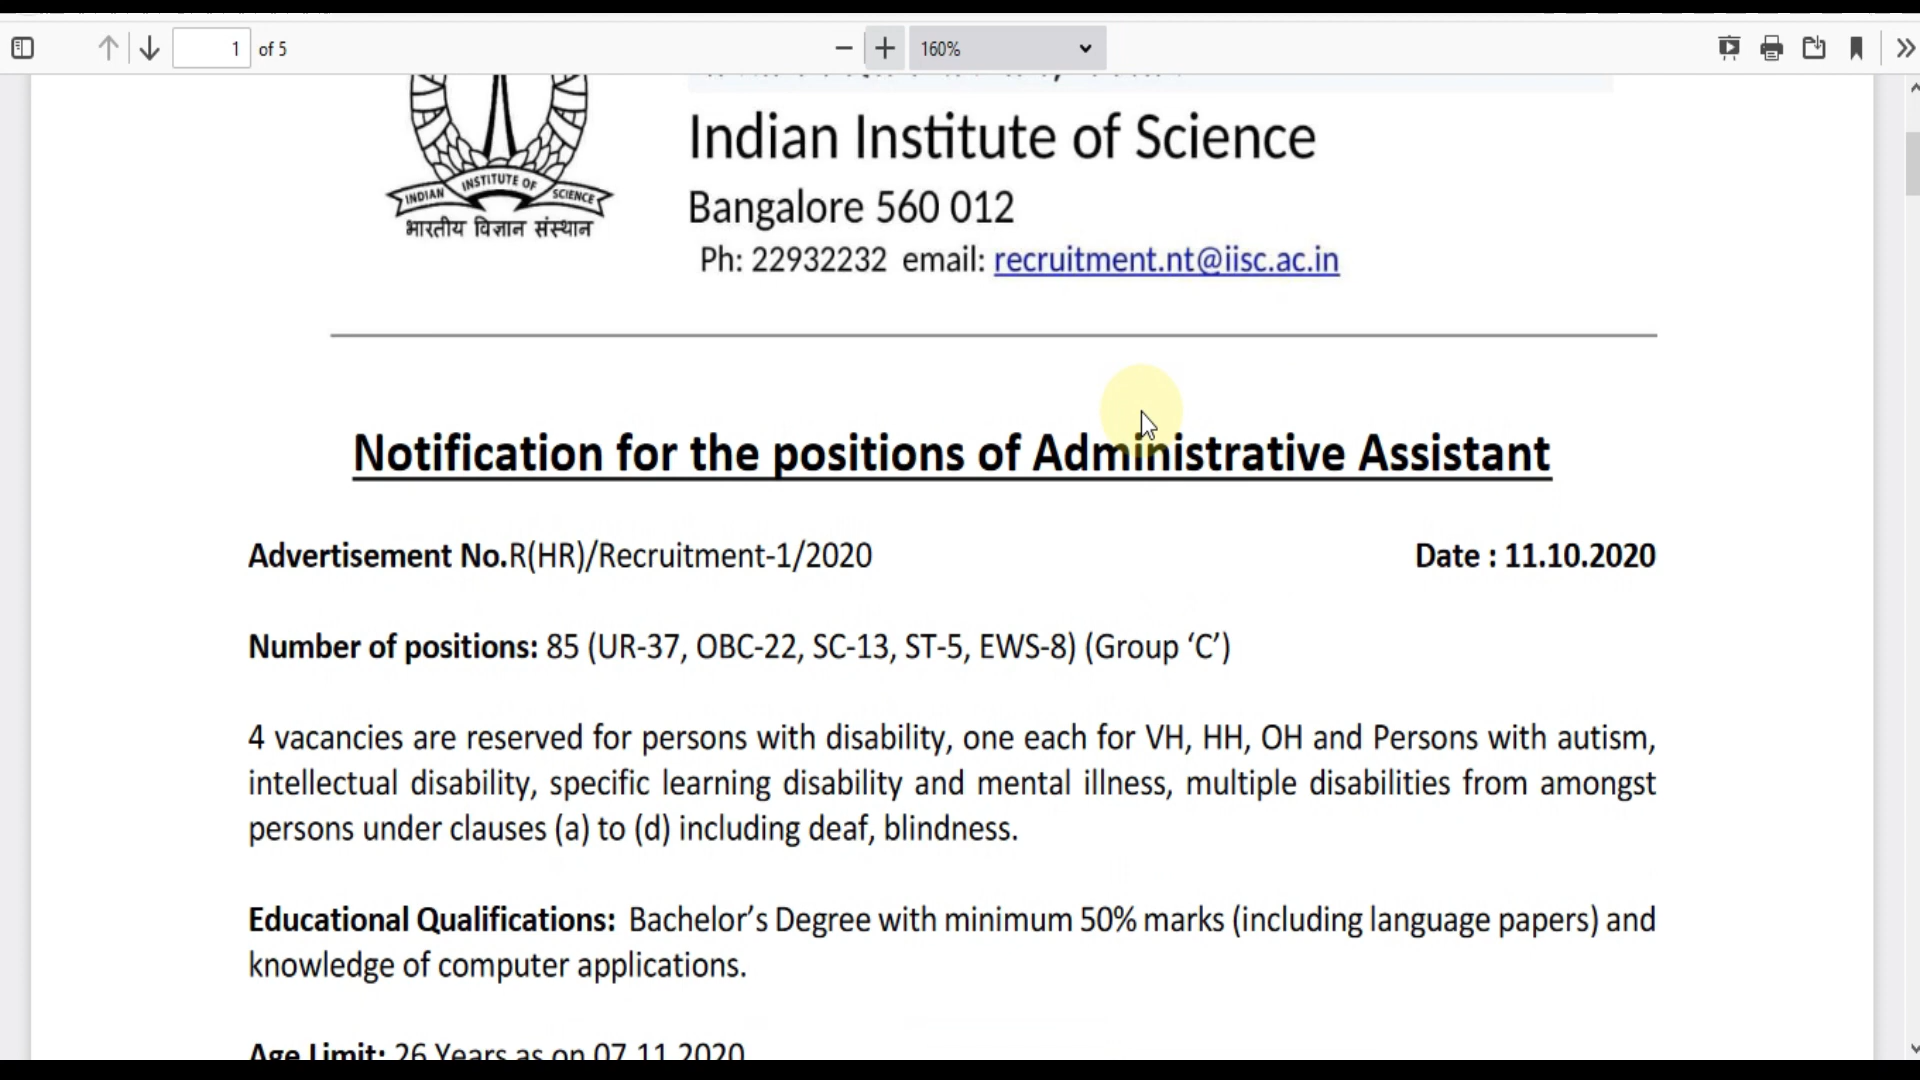 1 of 5
160%
INDIAN INSTITUTE OF SCIENCE
भारतीय विज्ञान संस्थान
Indian Institute of Science
Bangalore 560 012
Ph: 22932232 email: recruitment.nt@iisc.ac.in
Notification for the positions of Administrative Assistant
Advertisement No.R(HR)/Recruitment-1/2020 Date : 11.10.2020
Number of positions: 85 (UR-37, OBC-22, SC-13, ST-5, EWS-8) (Group ‘C’)
4 vacancies are reserved for persons with disability, one each for VH, HH, OH and Persons with autism,
intellectual disability, specific learning disability and mental illness, multiple disabilities from amongst
persons under clauses (a) to (d) including deaf, blindness.
Educational Qualifications: Bachelor’s Degree with minimum 50% marks (including language papers) and
knowledge of computer applications.
Age Limit: 26 Years as on 07.11.2020